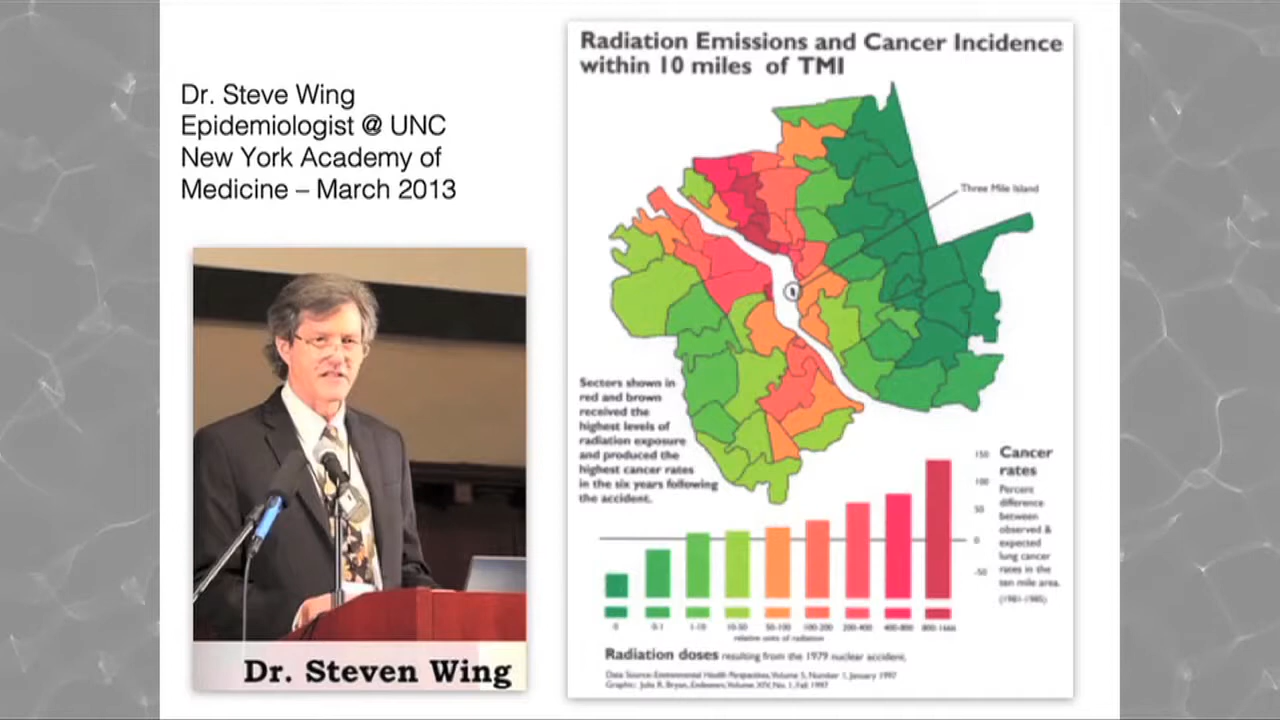 Dr. Steve Wing
Epidemiologist @ UNC
New York Academy of
Medicine – March 2013
Dr. Steven Wing
Radiation Emissions and Cancer Incidence
within 10 miles of TMI
Three Mile Island
Sectors shown in
red and brown
received the
highest levels of
radiation exposure
and produced the
highest cancer rates
in the six years following
the accident.
Cancer
rates
Percent
difference
between
observed &
expected
lung cancer
rates in the
ten mile area.
(1981-1985)
150
100
50
0
-50
0
0-1
1-10
10-50
50-100
100-200
200-400
400-800
800-1666
relative units of radiation
Radiation doses resulting from the 1979 nuclear accident.
Data Source: Environmental Health Perspectives, Volume 5, Number 1, January 1997
Graphic: Julie R. Bryan, Endeavors, Volume XIV, No. 1, Fall 1997